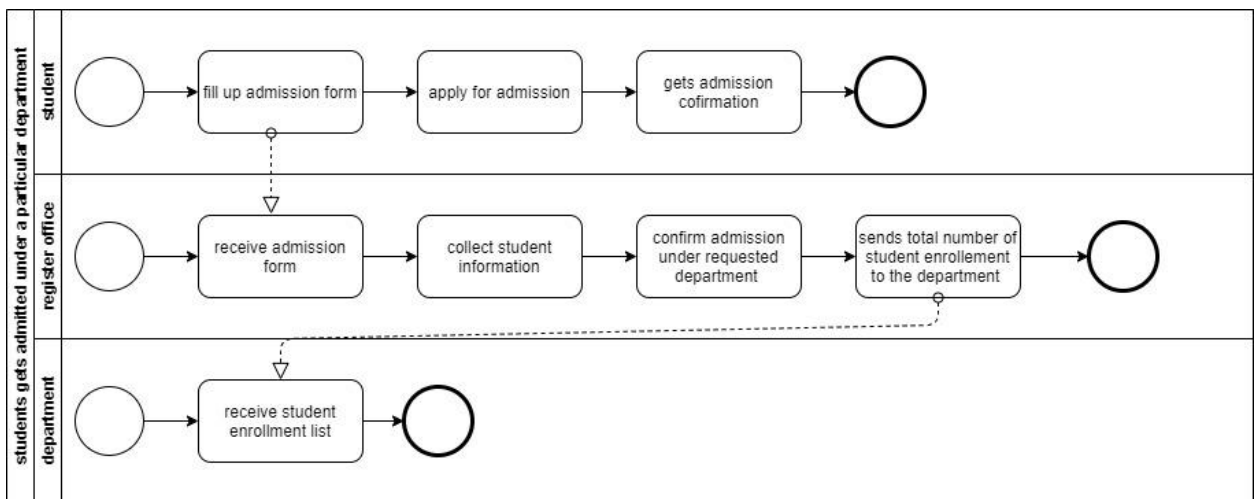 students gets admitted under a particular department
student
fill up admission form
apply for admission
gets admission
cofirmation
register office
receive admission
form
collect student
information
confirm admission
under requested
department
sends total number of
student enrollement
to the department
department
receive student
enrollment list